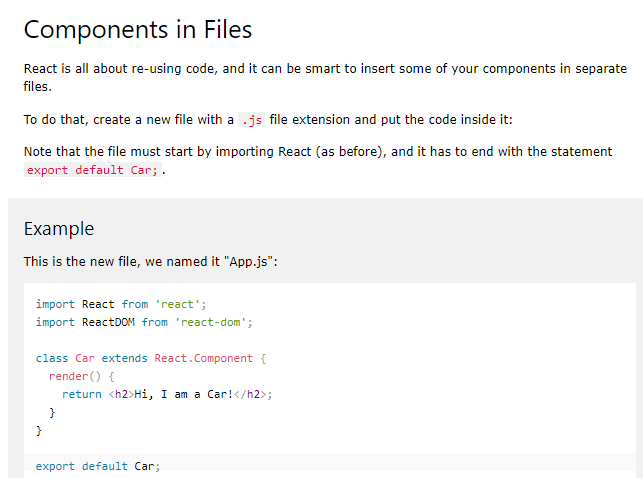 Components in Files
React is all about re-using code, and it can be smart to insert some of your components in separate
files.
To do that, create a new file with a .js file extension and put the code inside it:
Note that the file must start by importing React (as before), and it has to end with the statement
export default Car;.
Example
This is the new file, we named it "App.js":
import React from 'react';
import ReactDOM from 'react-dom';
class Car extends React.Component {
  render() {
    return <h2>Hi, I am a Car!</h2>;
  }
}
export default Car;